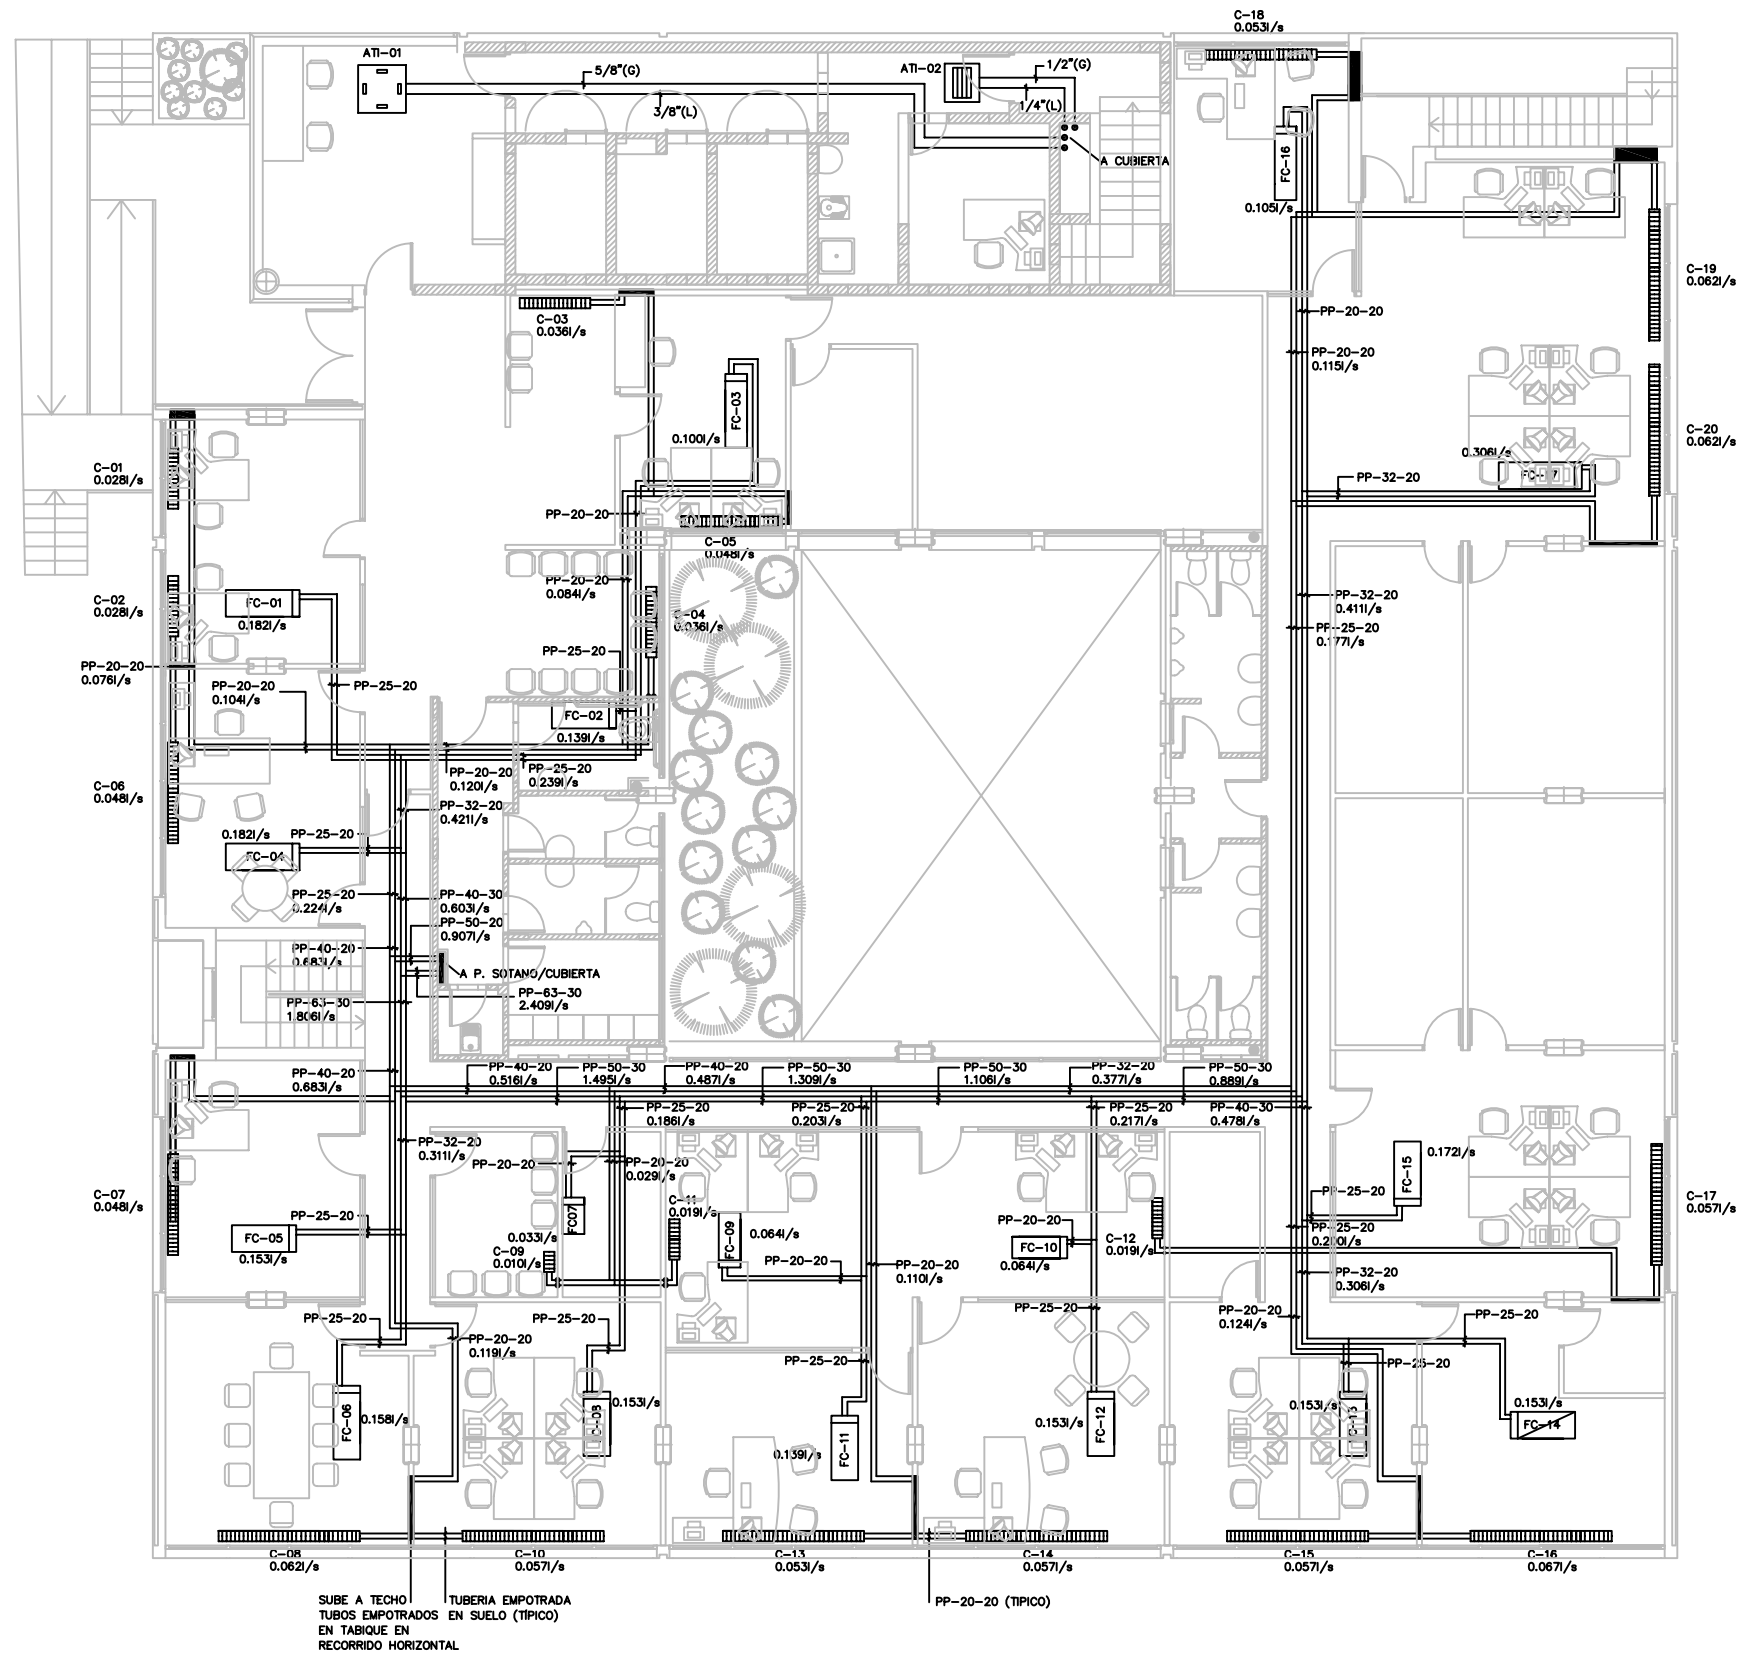 C-18
0.053l/s
ATI-01
5/8"(G)
3/8"(L)
ATI-02
1/2"(G)
1/4"(L)
A CUBIERTA
FC-16
0.105l/s
C-19
0.062l/s
C-03
0.036l/s
PP-20-20
PP-20-20
0.115l/s
FC-03
0.100l/s
C-20
0.062l/s
0.306l/s
PP-32-20
C-01
0.028l/s
PP-20-20
C-05
0.048l/s
PP-20-20
0.084l/s
C-02
0.028l/s
FC-01
0.182l/s
C-04
0.036l/s
PP-32-20
0.411l/s
PP-25-20
0.177l/s
PP-25-20
PP-20-20
0.076l/s
PP-20-20
0.104l/s
PP-25-20
FC-02
0.139l/s
PP-20-20
0.120l/s
PP-25-20
0.239l/s
C-06
0.048l/s
PP-32-20
0.421l/s
0.182l/s
PP-25-20
FC-04
PP-25-20
0.224l/s
PP-40-30
0.603l/s
PP-50-20
0.907l/s
PP-40-20
0.683l/s
A P. SOTANO/CUBIERTA
PP-63-30
1.806l/s
PP-63-30
2.409l/s
PP-40-20
0.683l/s
PP-40-20
0.516l/s
PP-50-30
1.495l/s
PP-40-20
0.487l/s
PP-50-30
1.309l/s
PP-50-30
1.106l/s
PP-32-20
0.377l/s
PP-50-30
0.889l/s
PP-25-20
0.186l/s
PP-25-20
0.203l/s
PP-25-20
0.217l/s
PP-40-30
0.478l/s
PP-32-20
0.311l/s
PP-20-20
PP-20-20
0.029l/s
FC-15
0.172l/s
PP-25-20
C-07
0.048l/s
PP-25-20
FC-05
0.153l/s
FC07
0.033l/s
C-09
0.010l/s
C-11
0.019l/s
FC-09
0.064l/s
PP-20-20
PP-20-20
0.110l/s
PP-20-20
FC-10
0.064l/s
C-12
0.019l/s
PP-25-20
0.200l/s
C-17
0.057l/s
PP-32-20
0.306l/s
PP-25-20
PP-20-20
0.119l/s
PP-25-20
PP-25-20
PP-25-20
PP-20-20
0.124l/s
PP-25-20
PP-25-20
FC-06
0.158l/s
0.153l/s
FC-11
0.139l/s
FC-12
0.153l/s
0.153l/s
0.153l/s
FC-14
C-08
0.062l/s
C-10
0.057l/s
C-13
0.053l/s
C-14
0.057l/s
C-15
0.057l/s
C-16
0.067l/s
SUBE A TECHO
TUBOS EMPOTRADOS
EN TABIQUE EN
RECORRIDO HORIZONTAL
TUBERIA EMPOTRADA
EN SUELO (TÍPICO)
PP-20-20 (TIPICO)